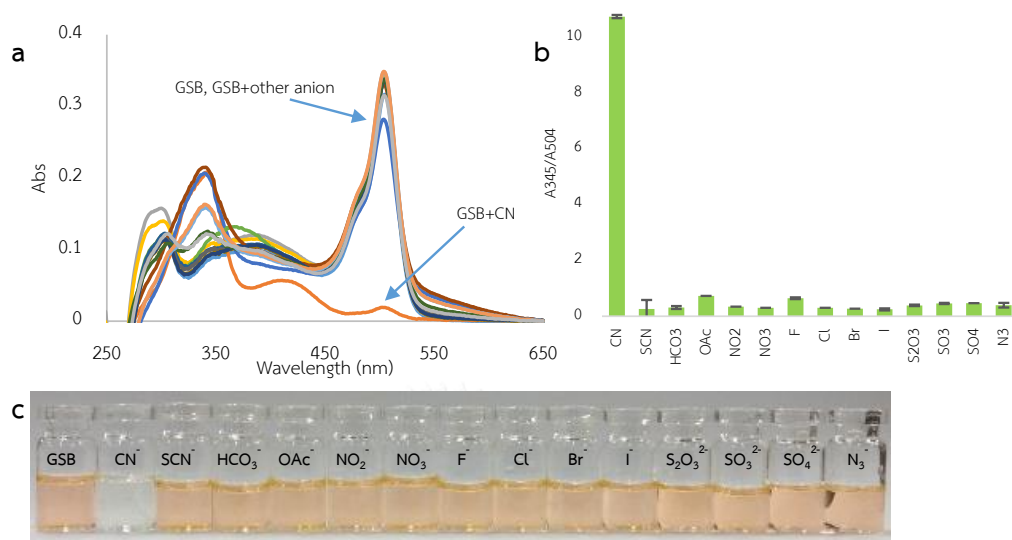 a
0.4
0.3
0.2
0.1
0
Abs
GSB, GSB+other anion
GSB+CN
250
350
450
550
650
Wavelength (nm)
b
10
8
6
4
2
0
A345/A504
CN
SCN
HCO3
OAc
NO2
NO3
F
Cl
Br
I
S2O3
SO3
SO4
N3
c
GSB CN⁻ SCN⁻ HCO₃⁻ OAc⁻ NO₂⁻ NO₃⁻ F⁻ Cl⁻ Br⁻ I⁻ S₂O₃²⁻ SO₃²⁻ SO₄²⁻ N₃⁻